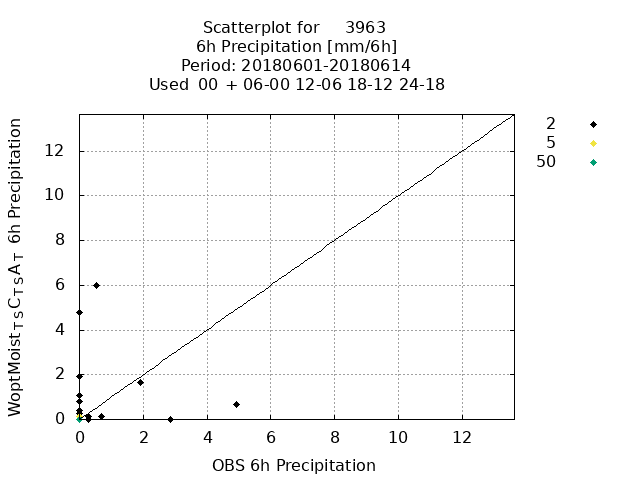 Scatterplot for 3963
6h Precipitation [mm/6h]
Period: 20180601-20180614
Used 00 + 06-00 12-06 18-12 24-18
2
5
50
WoptMoistTSCTSAT 6h Precipitation
12
10
8
6
4
2
0
0 2 4 6 8 10 12
OBS 6h Precipitation